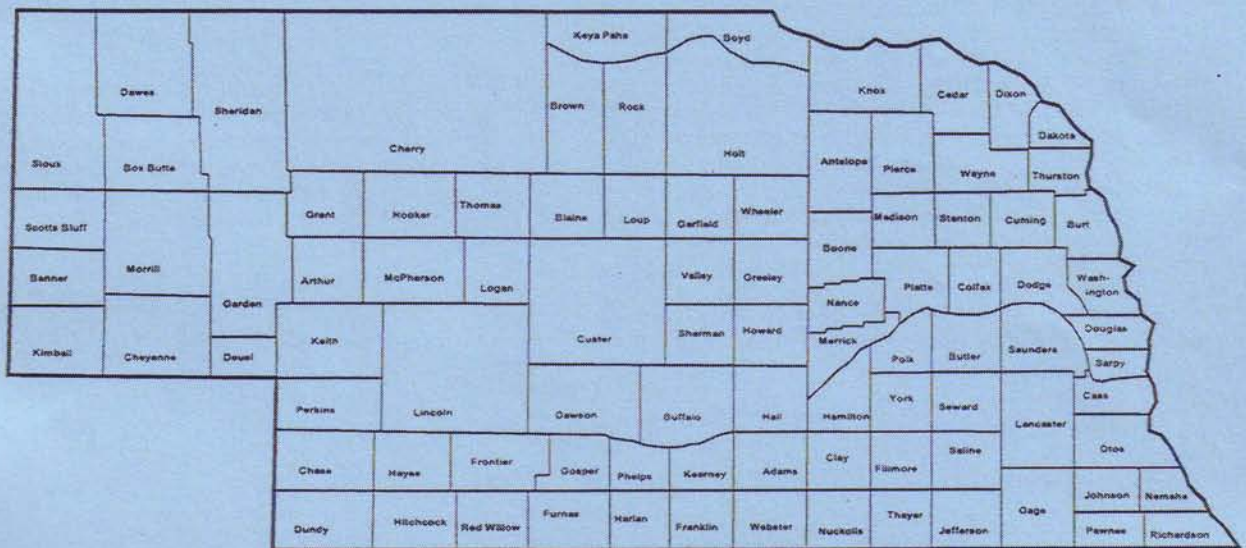 Keya Paha
Boyd
Dawes
Sheridan
Brown
Rock
Knox
Cedar
Dixon
Dakota
Sioux
Box Butte
Cherry
Holt
Antelope
Pierce
Wayne
Thurston
Scotts Bluff
Grant
Hooker
Thomas
Blaine
Loup
Garfield
Wheeler
Madison
Stanton
Cuming
Burt
Banner
Morrill
Garden
Arthur
McPherson
Logan
Valley
Greeley
Boone
Nance
Platte
Colfax
Dodge
Wash-
ington
Kimball
Cheyenne
Deuel
Keith
Custer
Sherman
Howard
Merrick
Polk
Butler
Saunders
Douglas
Sarpy
Perkins
Lincoln
Dawson
Buffalo
Hall
Hamilton
York
Seward
Lancaster
Cass
Chase
Hayes
Frontier
Gosper
Phelps
Kearney
Adams
Clay
Fillmore
Saline
Otoe
Dundy
Hitchcock
Red Willow
Furnas
Harlan
Franklin
Webster
Nuckolls
Thayer
Jefferson
Gage
Johnson
Nemaha
Pawnee
Richardson